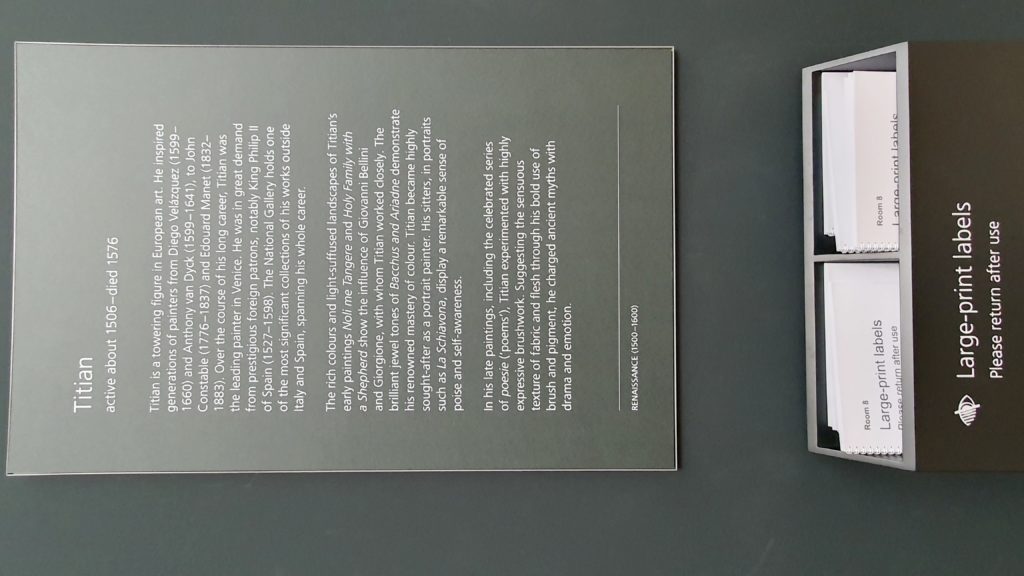 Titian
active about 1506–died 1576
Titian is a towering figure in European art. He inspired
generations of painters from Diego Velázquez (1599–
1660) and Anthony van Dyck (1599–1641), to John
Constable (1776–1837) and Edouard Manet (1832–
1883). Over the course of his long career, Titian was
the leading painter in Venice. He was in great demand
from prestigious foreign patrons, notably King Philip II
of Spain (1527–1598). The National Gallery holds one
of the most significant collections of his works outside
Italy and Spain, spanning his whole career.
The rich colours and light-suffused landscapes of Titian's
early paintings Noli me Tangere and Holy Family with
a Shepherd show the influence of Giovanni Bellini
and Giorgione, with whom Titian worked closely. The
brilliant jewel tones of Bacchus and Ariadne demonstrate
his renowned mastery of colour. Titian became highly
sought-after as a portrait painter. His sitters, in portraits
such as La Schiavona, display a remarkable sense of
poise and self-awareness.
In his late paintings, including the celebrated series
of poesie ('poems'), Titian experimented with highly
expressive brushwork. Suggesting the sensuous
texture of fabric and flesh through his bold use of
brush and pigment, he charged ancient myths with
drama and emotion.
RENAISSANCE (1500–1600)
Room 8
Large-print labels
Please return after use
Room 8
Large-print labels
Large-print labels
Please return after use